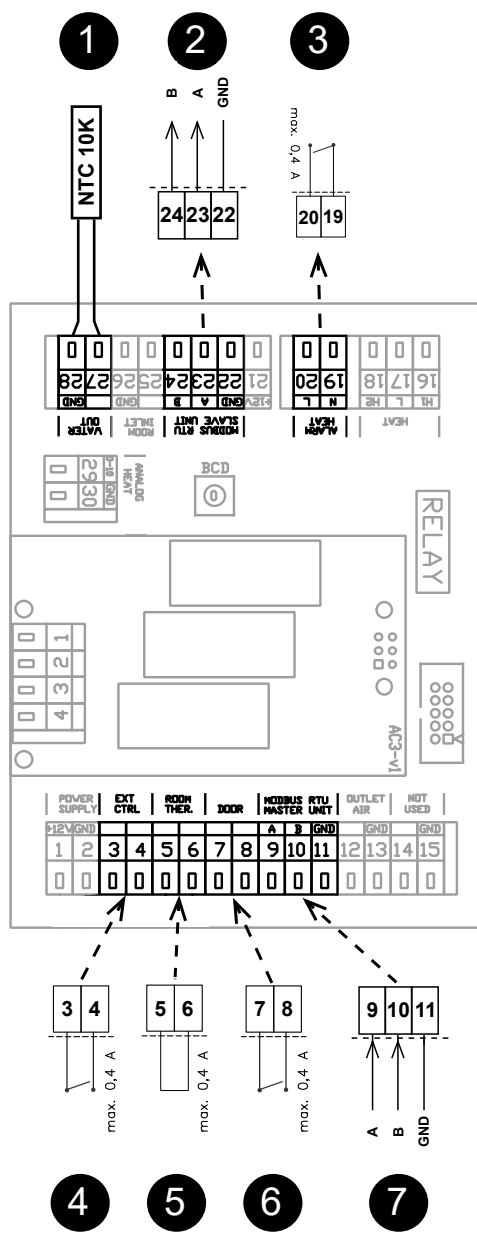 1 2 3
NTC 10K
B A GND
24 23 22
max. 0,4 A
20 19
28 27 26 25 24 23 22 21 20 19 18 17 16
GND GND B A GND +12V L N H2 L H1
VATER OUT
ROOM INLET
MODBUS RTU SLAVE UNIT
ALARM HEAT
HEAT
29 30
0-10 GND
ANALOG HEAT
BCD
0
RELAY
1
2
3
4
AC3-v1
POWER SUPPLY
EXT CTRL
ROOM THER.
DOOR
MODBUS RTU MASTER UNIT
OUTLET AIR
NOT USED
+12V GND A B GND GND GND
1 2 3 4 5 6 7 8 9 10 11 12 13 14 15
3 4
max. 0,4 A
5 6
max. 0,4 A
7 8
max. 0,4 A
9 10 11
A B GND
4 5 6 7